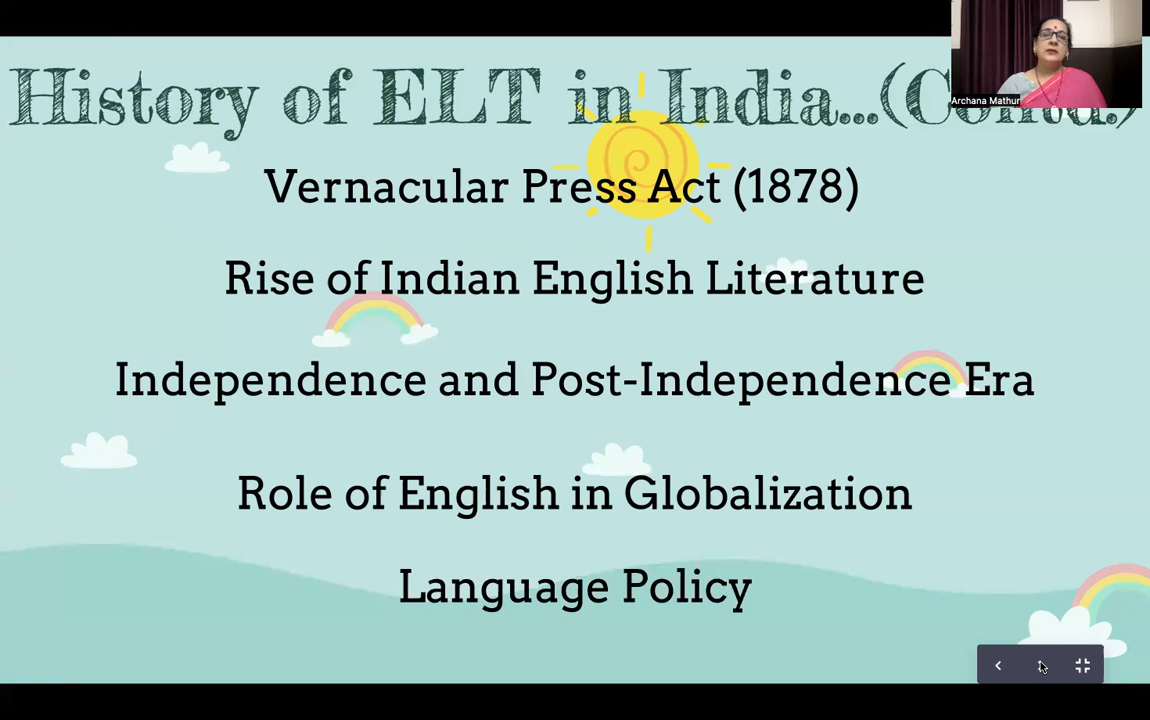 History of ELT in India...(Contd.)
Archana Mathur
Vernacular Press Act (1878)
Rise of Indian English Literature
Independence and Post-Independence Era
Role of English in Globalization
Language Policy